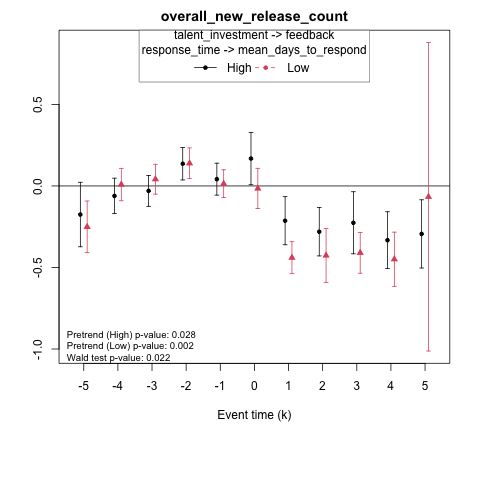 overall_new_release_count
talent_investment -> feedback
response_time -> mean_days_to_respond
High Low
0.5
0.0
-0.5
-1.0
Pretrend (High) p-value: 0.028
Pretrend (Low) p-value: 0.002
Wald test p-value: 0.022
-5 -4 -3 -2 -1 0 1 2 3 4 5
Event time (k)